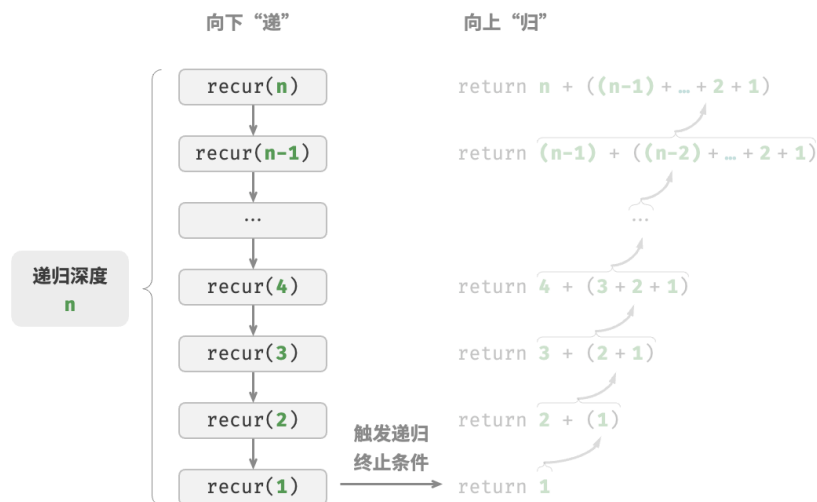 向下“递”
向上“归”
recur(n)
return n + ((n-1) + … + 2 + 1)
recur(n-1)
return (n-1) + ((n-2) + … + 2 + 1)
…
…
递归深度
n
recur(4)
return 4 + (3 + 2 + 1)
recur(3)
return 3 + (2 + 1)
recur(2)
return 2 + (1)
触发递归
终止条件
recur(1)
return 1